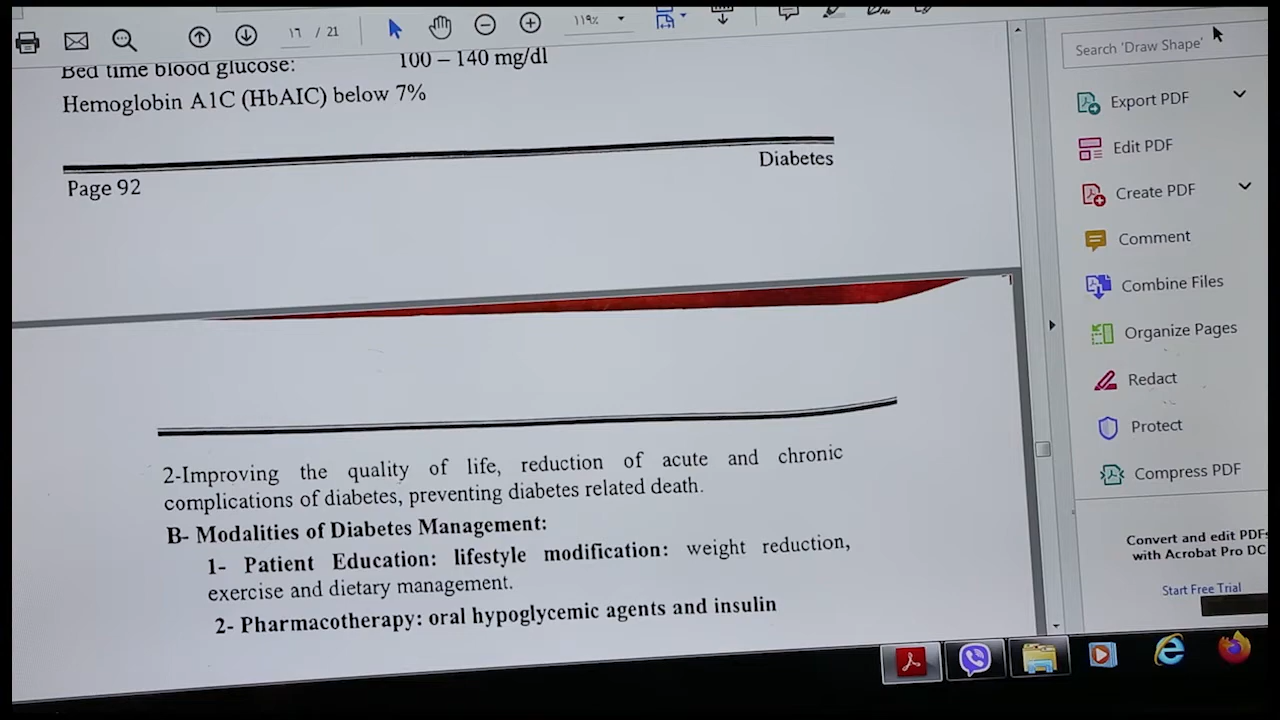 ١٦ / 21
١١٩%
Search 'Draw Shape'
Bed time blood glucose: 100 – 140 mg/dl
Hemoglobin A1C (HbAIC) below 7%
Diabetes
Page 92
2-Improving the quality of life, reduction of acute and chronic
complications of diabetes, preventing diabetes related death.
B- Modalities of Diabetes Management:
1- Patient Education: lifestyle modification: weight reduction,
exercise and dietary management.
2- Pharmacotherapy: oral hypoglycemic agents and insulin
Export PDF
Edit PDF
Create PDF
Comment
Combine Files
Organize Pages
Redact
Protect
Compress PDF
Convert and edit PDFs
with Acrobat Pro DC
Start Free Trial